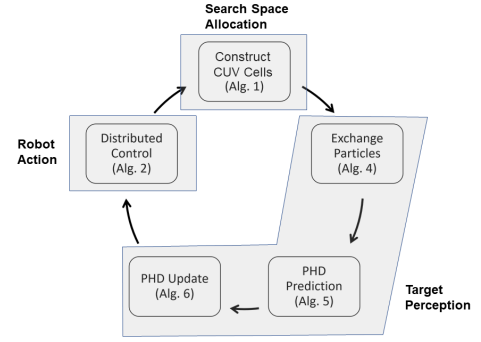 Search Space
Allocation
Construct
CUV Cells
(Alg. 1)
Robot
Action
Distributed
Control
(Alg. 2)
Exchange
Particles
(Alg. 4)
PHD Update
(Alg. 6)
PHD
Prediction
(Alg. 5)
Target
Perception